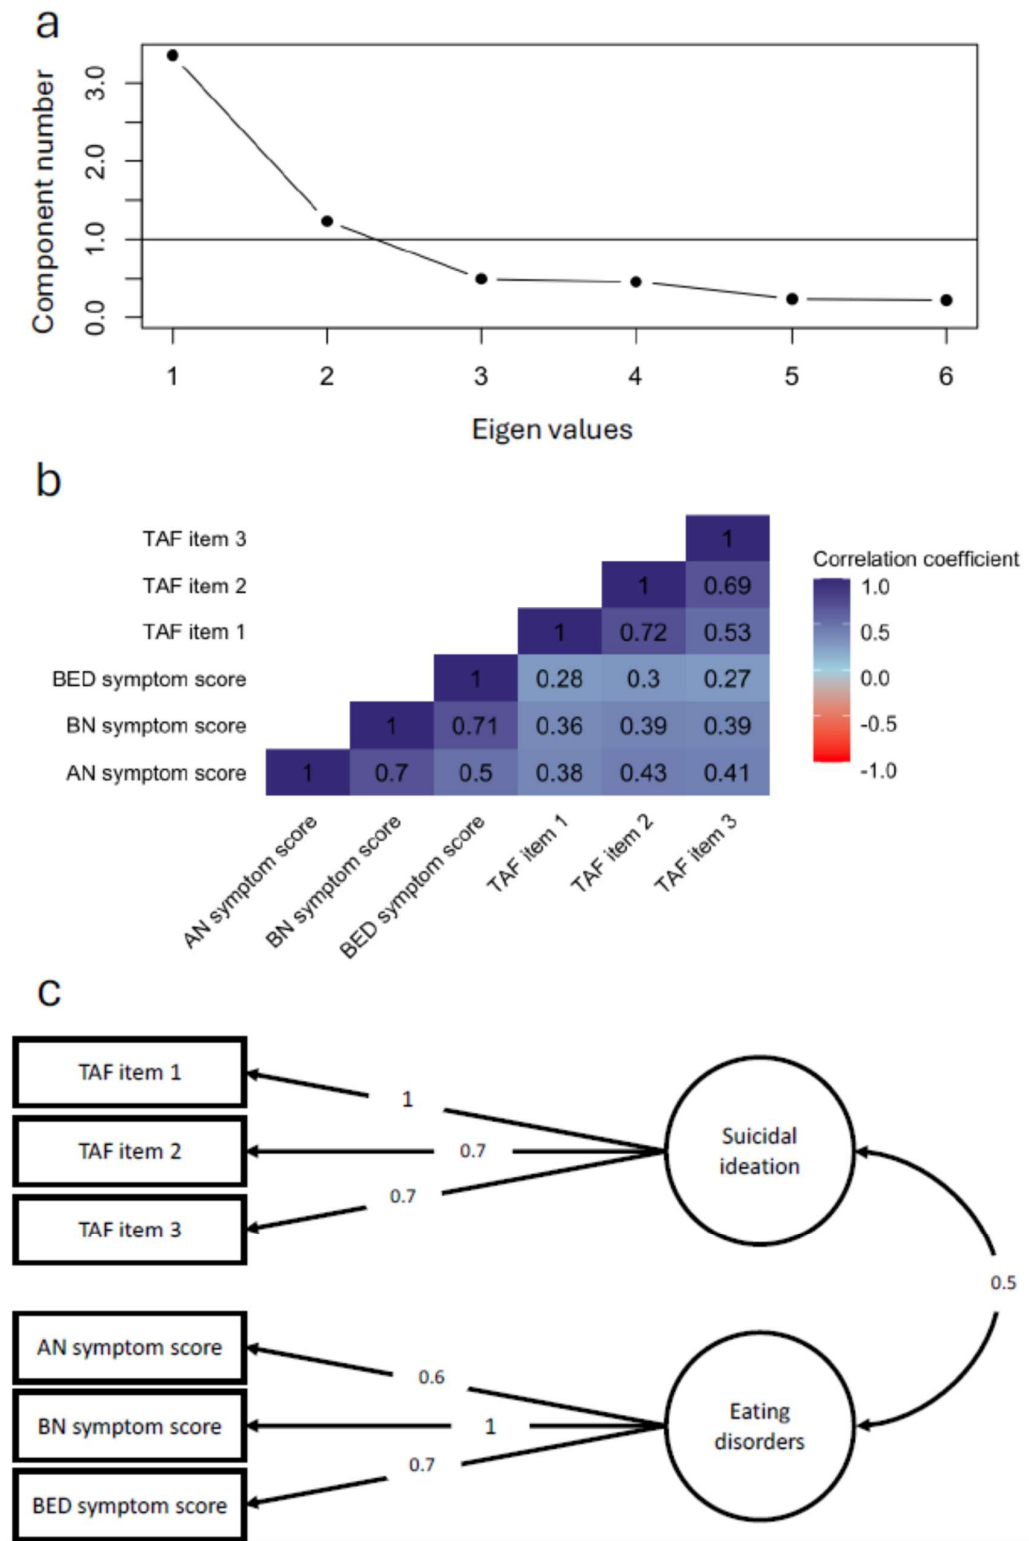 a
Component number
3.0
2.0
1.0
0.0
1 2 3 4 5 6
Eigen values
b
TAF item 3
1
TAF item 2
1 0.69
TAF item 1
1 0.72 0.53
BED symptom score
1 0.28 0.3 0.27
BN symptom score
1 0.71 0.36 0.39 0.39
AN symptom score
1 0.7 0.5 0.38 0.43 0.41
AN symptom score
BN symptom score
BED symptom score
TAF item 1
TAF item 2
TAF item 3
Correlation coefficient
1.0
0.5
0.0
-0.5
-1.0
c
TAF item 1
1
TAF item 2
0.7
TAF item 3
0.7
Suicidal
ideation
0.5
AN symptom score
0.6
BN symptom score
1
BED symptom score
0.7
Eating
disorders